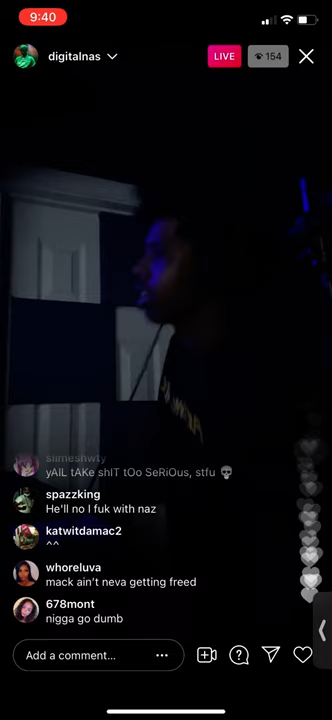 9:40
digitalnas
LIVE
154
slimeshwty
yAlL tAKe shIT tOo SeRiOus, stfu 💀
spazzking
He'll no I fuk with naz
katwitdamac2
^^
whoreluva
mack ain't neva getting freed
678mont
nigga go dumb
Add a comment...